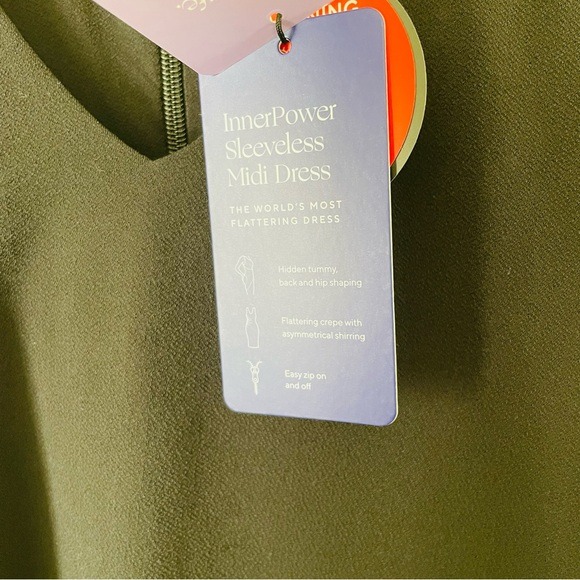 InnerPower
Sleeveless
Midi Dress
THE WORLD'S MOST
FLATTERING DRESS
Hidden tummy,
back and hip shaping
Flattering crepe with
asymmetrical shirring
Easy zip on
and off